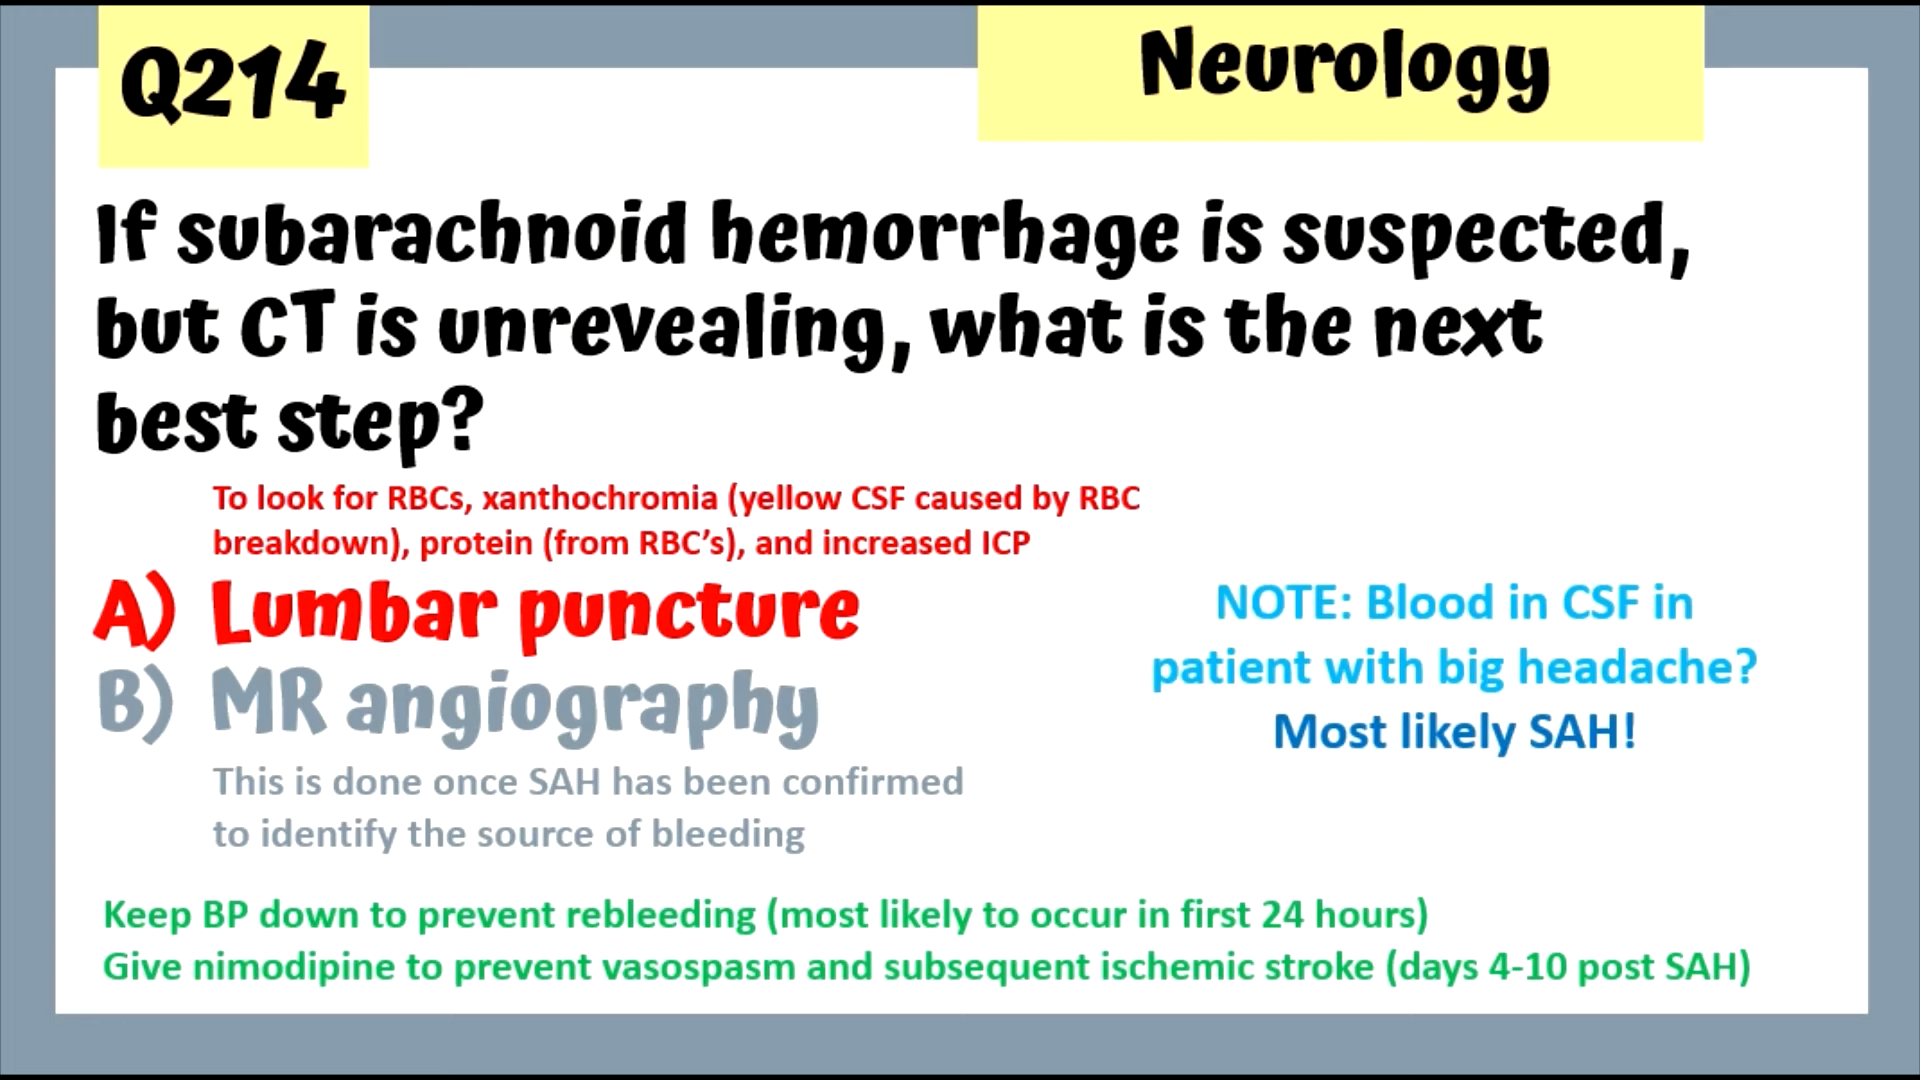 Q214
Neurology
If subarachnoid hemorrhage is suspected,
but CT is unrevealing, what is the next
best step?
To look for RBCs, xanthochromia (yellow CSF caused by RBC
breakdown), protein (from RBC’s), and increased ICP
A) Lumbar puncture
B) MR angiography
This is done once SAH has been confirmed
to identify the source of bleeding
NOTE: Blood in CSF in
patient with big headache?
Most likely SAH!
Keep BP down to prevent rebleeding (most likely to occur in first 24 hours)
Give nimodipine to prevent vasospasm and subsequent ischemic stroke (days 4-10 post SAH)